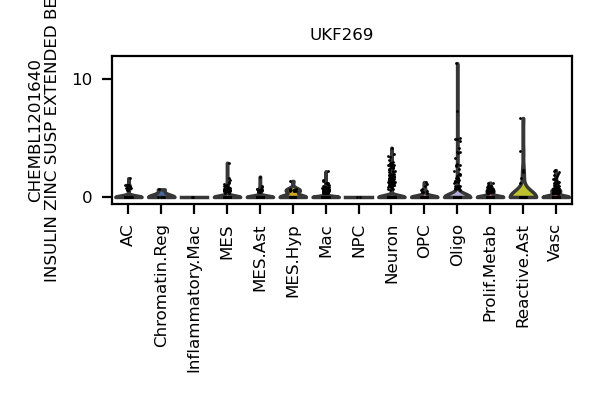 UKF269
CHEMBL1201640
INSULIN ZINC SUSP EXTENDED BE
10
0
AC
Chromatin.Reg
Inflammatory.Mac
MES
MES.Ast
MES.Hyp
Mac
NPC
Neuron
OPC
Oligo
Prolif.Metab
Reactive.Ast
Vasc